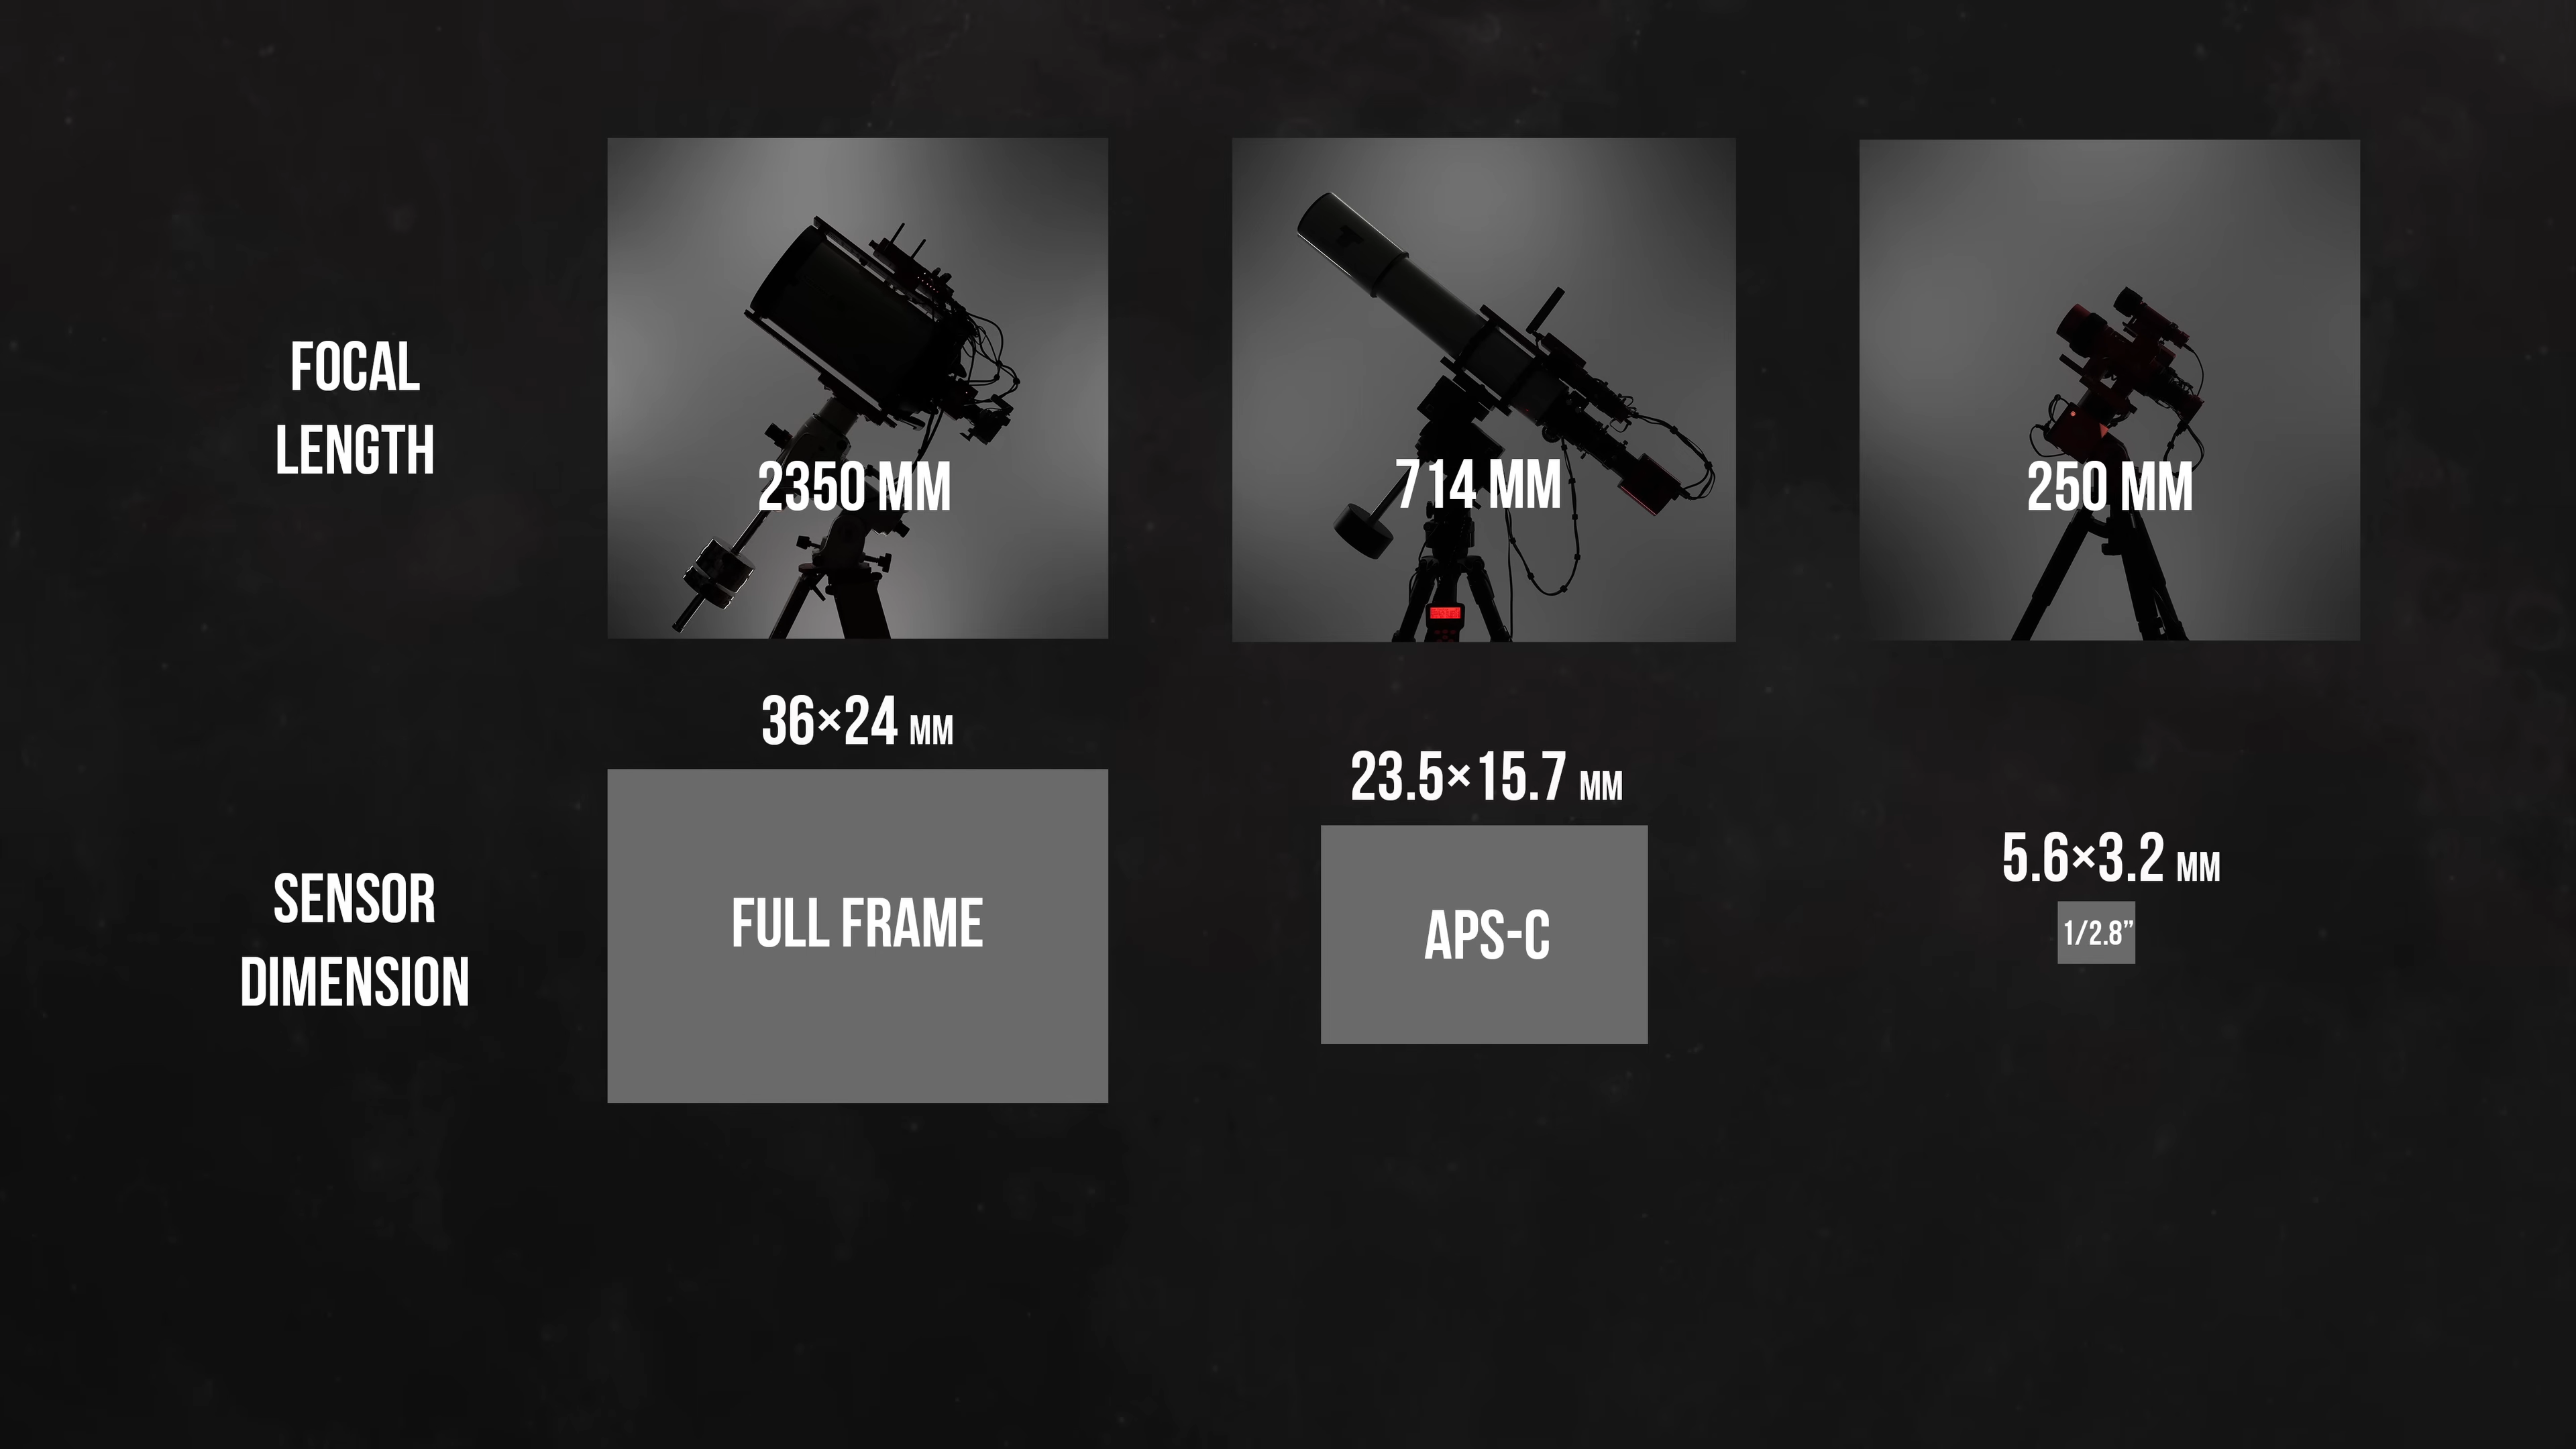 FOCAL
LENGTH
2350 MM
714 MM
250 MM
36×24 MM
23.5×15.7 MM
5.6×3.2 MM
SENSOR
DIMENSION
FULL FRAME
APS-C
1/2.8”